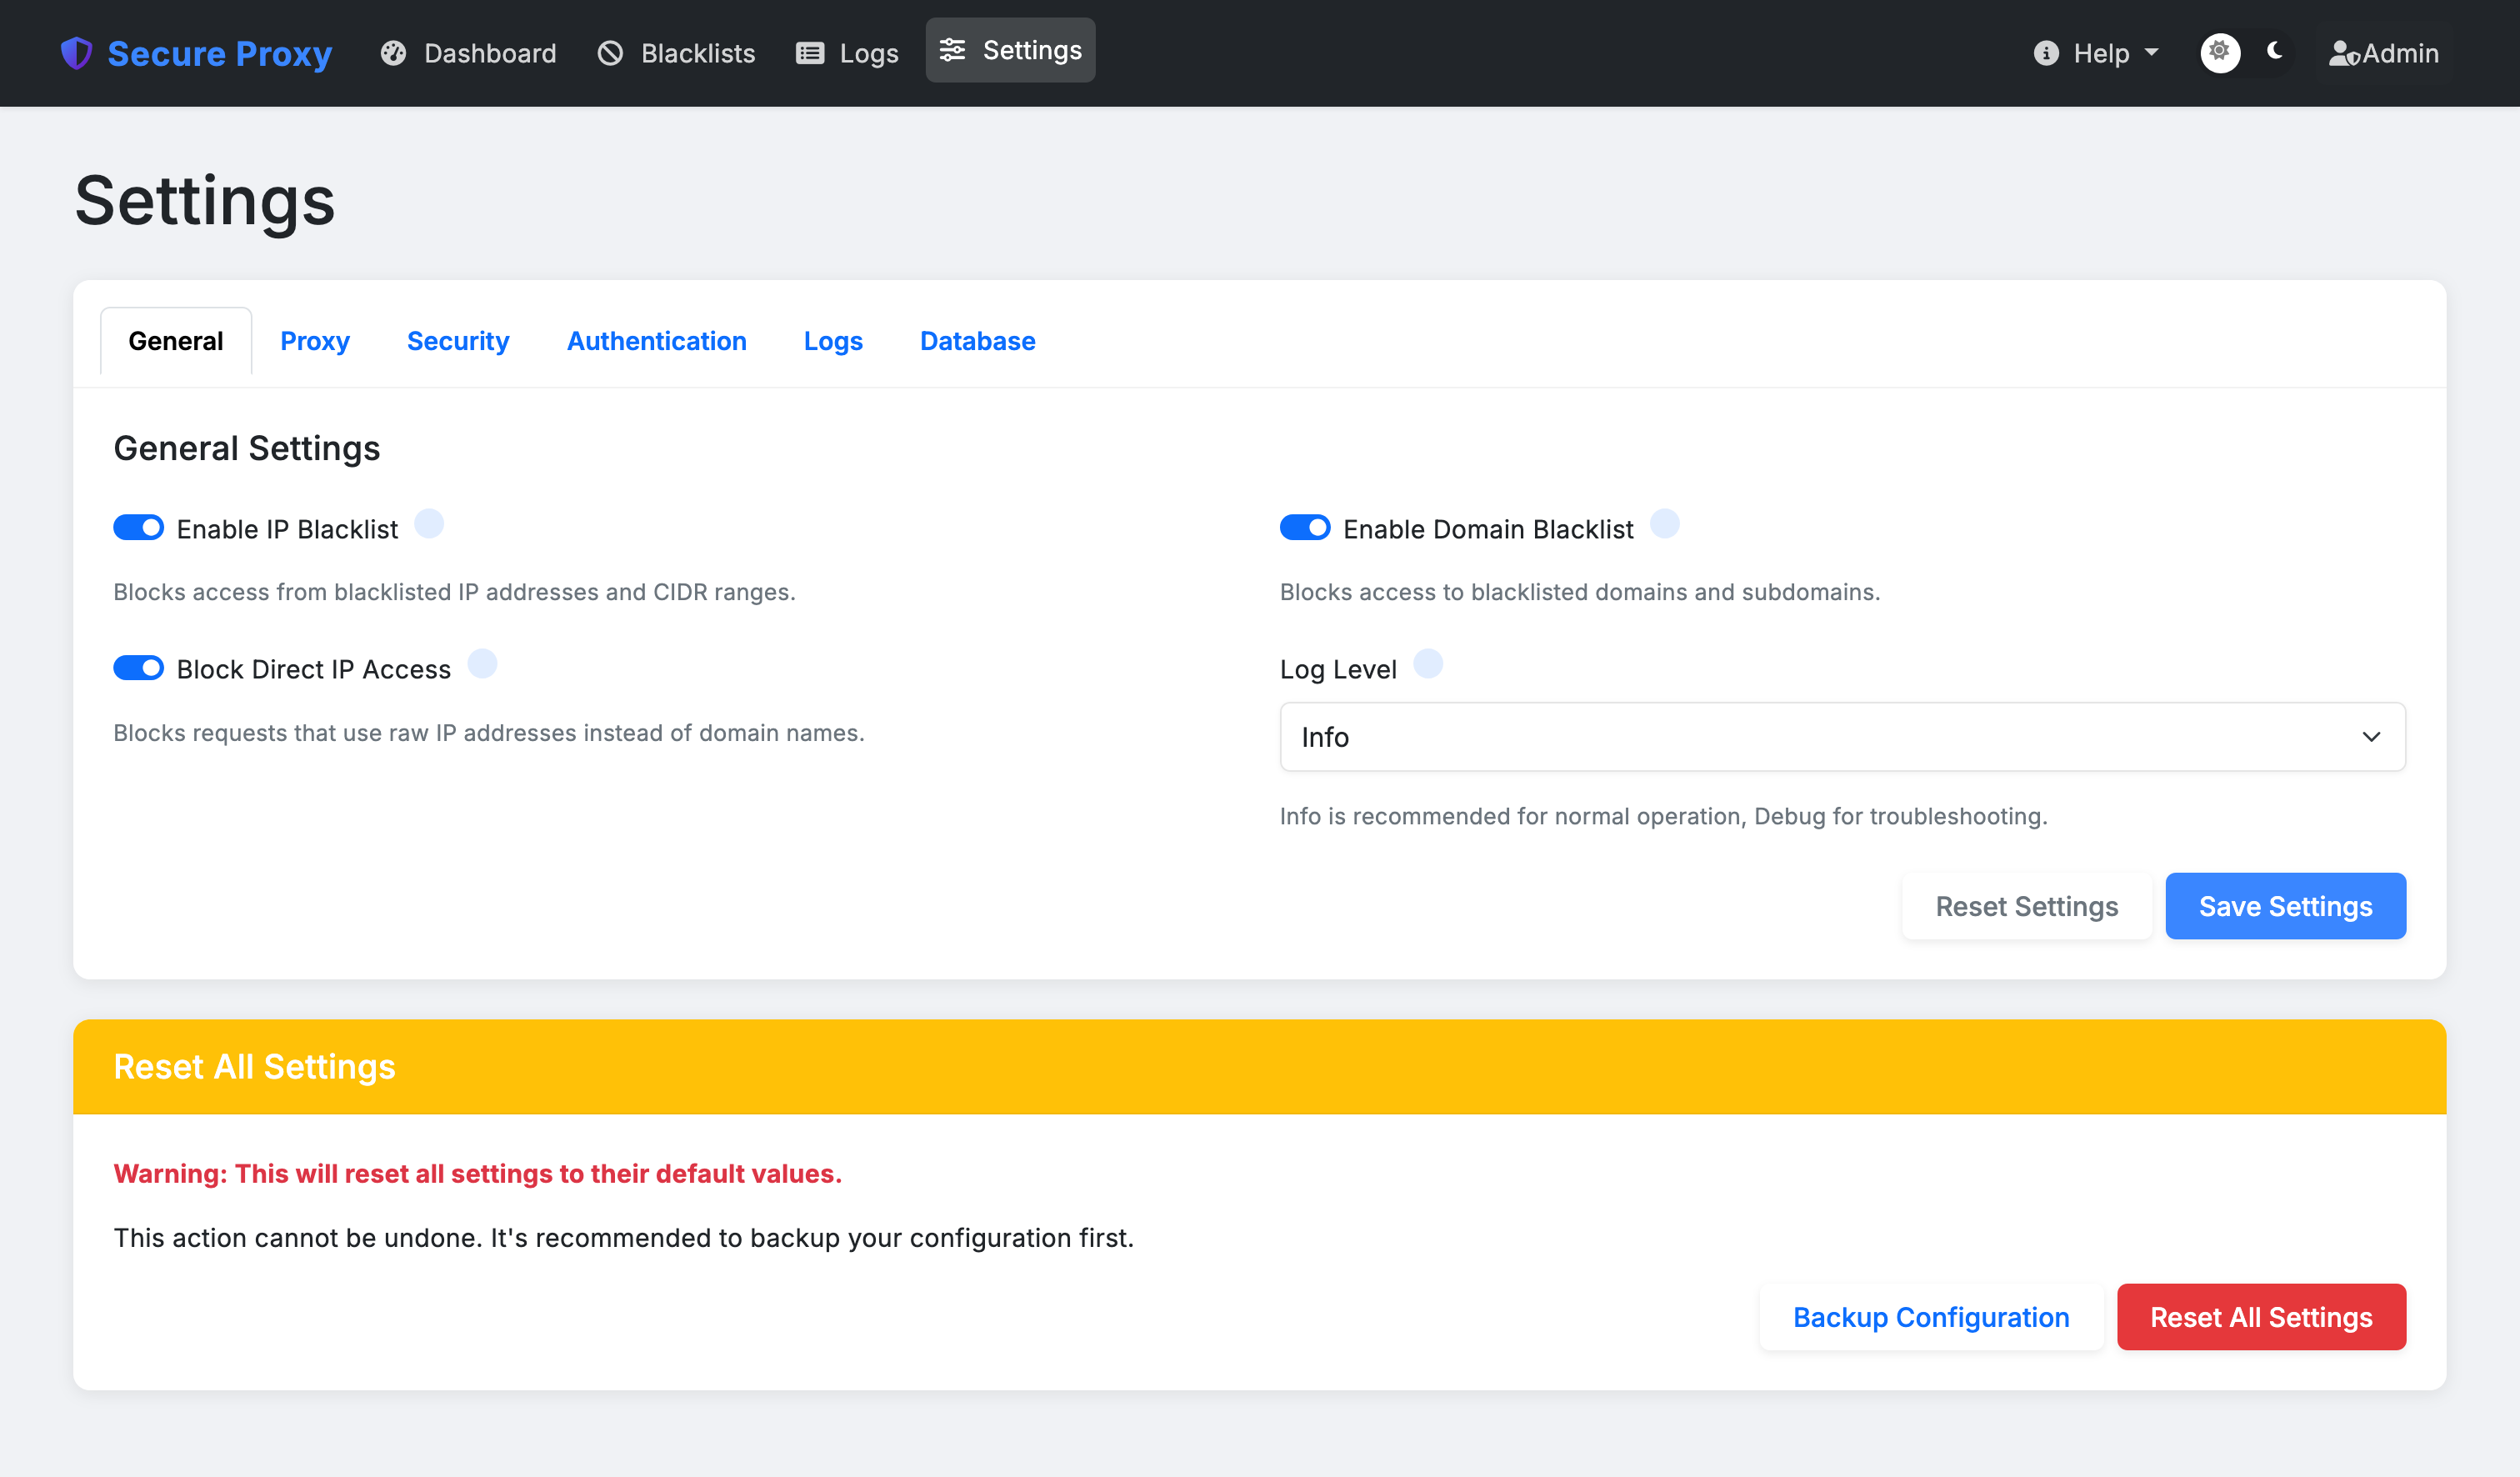 Secure Proxy Dashboard Blacklists Logs Settings Help Admin
Settings
General Proxy Security Authentication Logs Database
General Settings
Enable IP Blacklist
Blocks access from blacklisted IP addresses and CIDR ranges.
Enable Domain Blacklist
Blocks access to blacklisted domains and subdomains.
Block Direct IP Access
Blocks requests that use raw IP addresses instead of domain names.
Log Level
Info
Info is recommended for normal operation, Debug for troubleshooting.
Reset Settings Save Settings
Reset All Settings
Warning: This will reset all settings to their default values.
This action cannot be undone. It's recommended to backup your configuration first.
Backup Configuration Reset All Settings